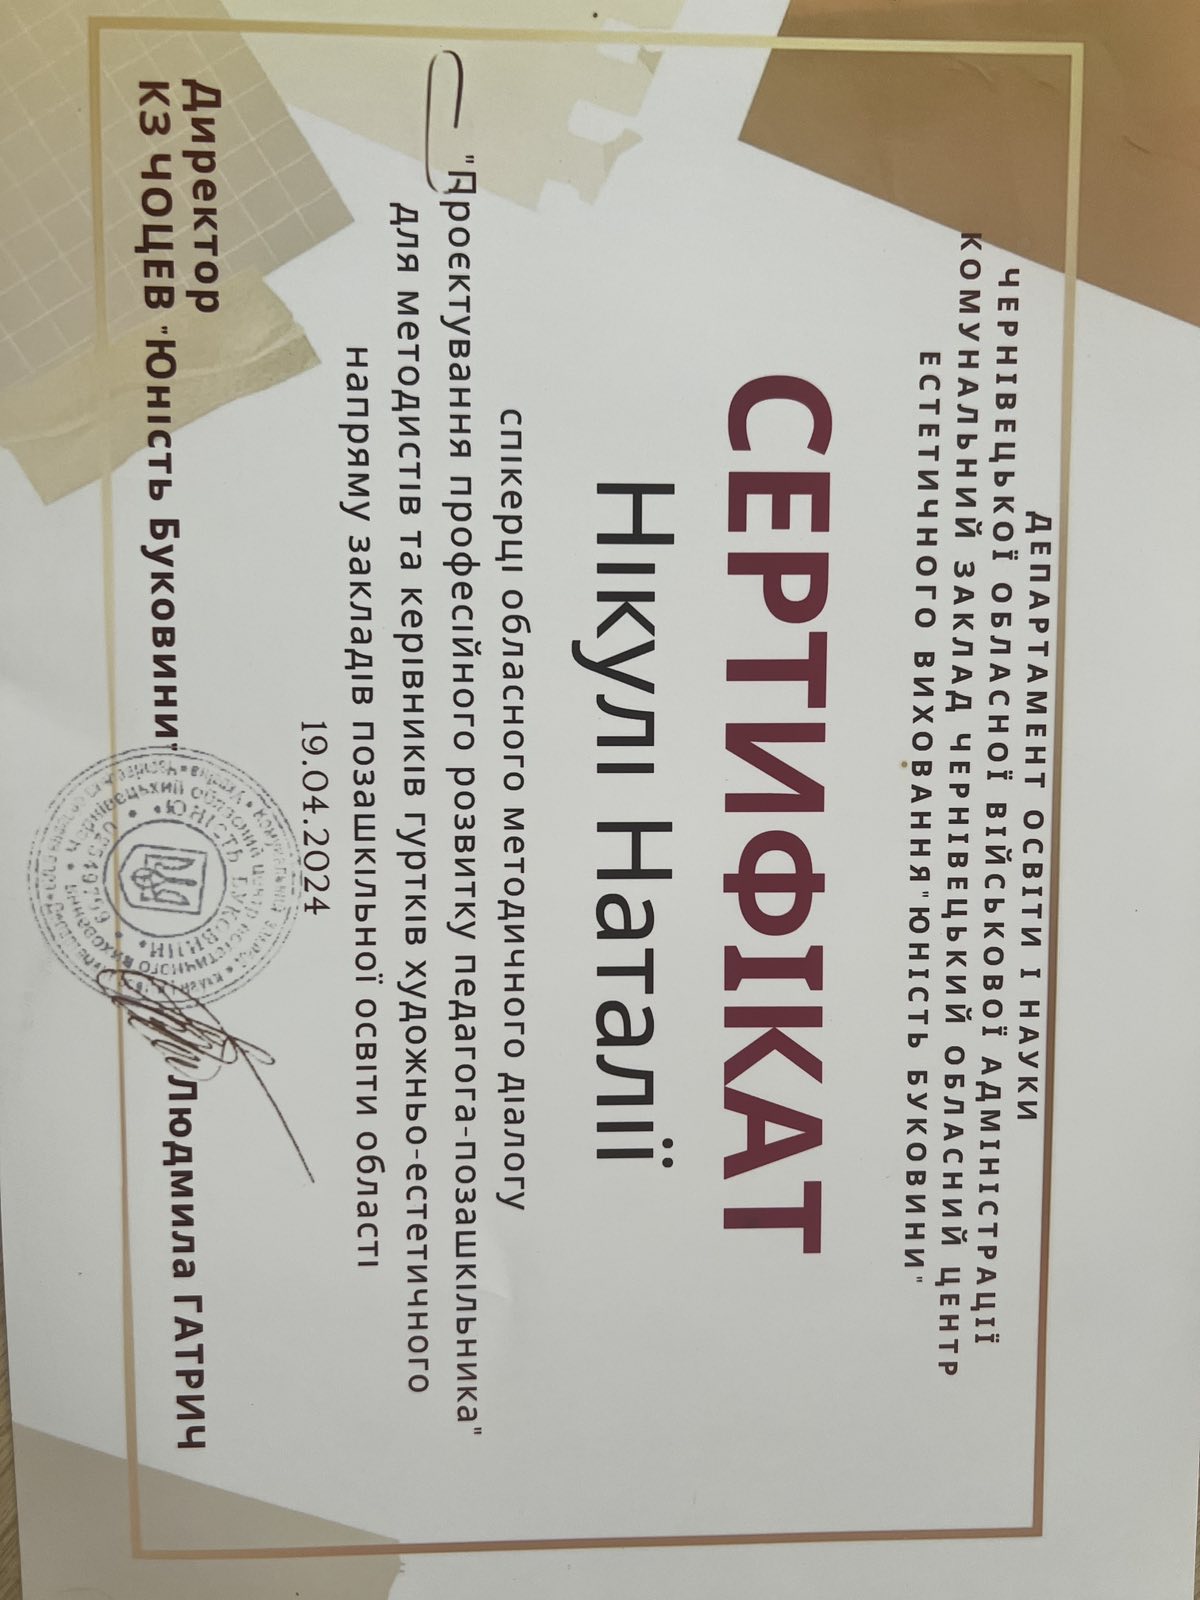 ДЕПАРТАМЕНТ ОСВІТИ І НАУКИ
ЧЕРНІВЕЦЬКОЇ ОБЛАСНОЇ ВІЙСЬКОВОЇ АДМІНІСТРАЦІЇ
КОМУНАЛЬНИЙ ЗАКЛАД ЧЕРНІВЕЦЬКИЙ ОБЛАСНИЙ ЦЕНТР
ЕСТЕТИЧНОГО ВИХОВАННЯ "ЮНІСТЬ БУКОВИНИ"
СЕРТИФІКАТ
Нікулі Наталії
спікерці обласного методичного діалогу
"Проєктування професійного розвитку педагога-позашкільника"
для методистів та керівників гуртків художньо-естетичного
напряму закладів позашкільної освіти області
19.04.2024
Директор
КЗ ЧОЦЕВ "Юність Буковини"
Людмила ГАТРИЧ